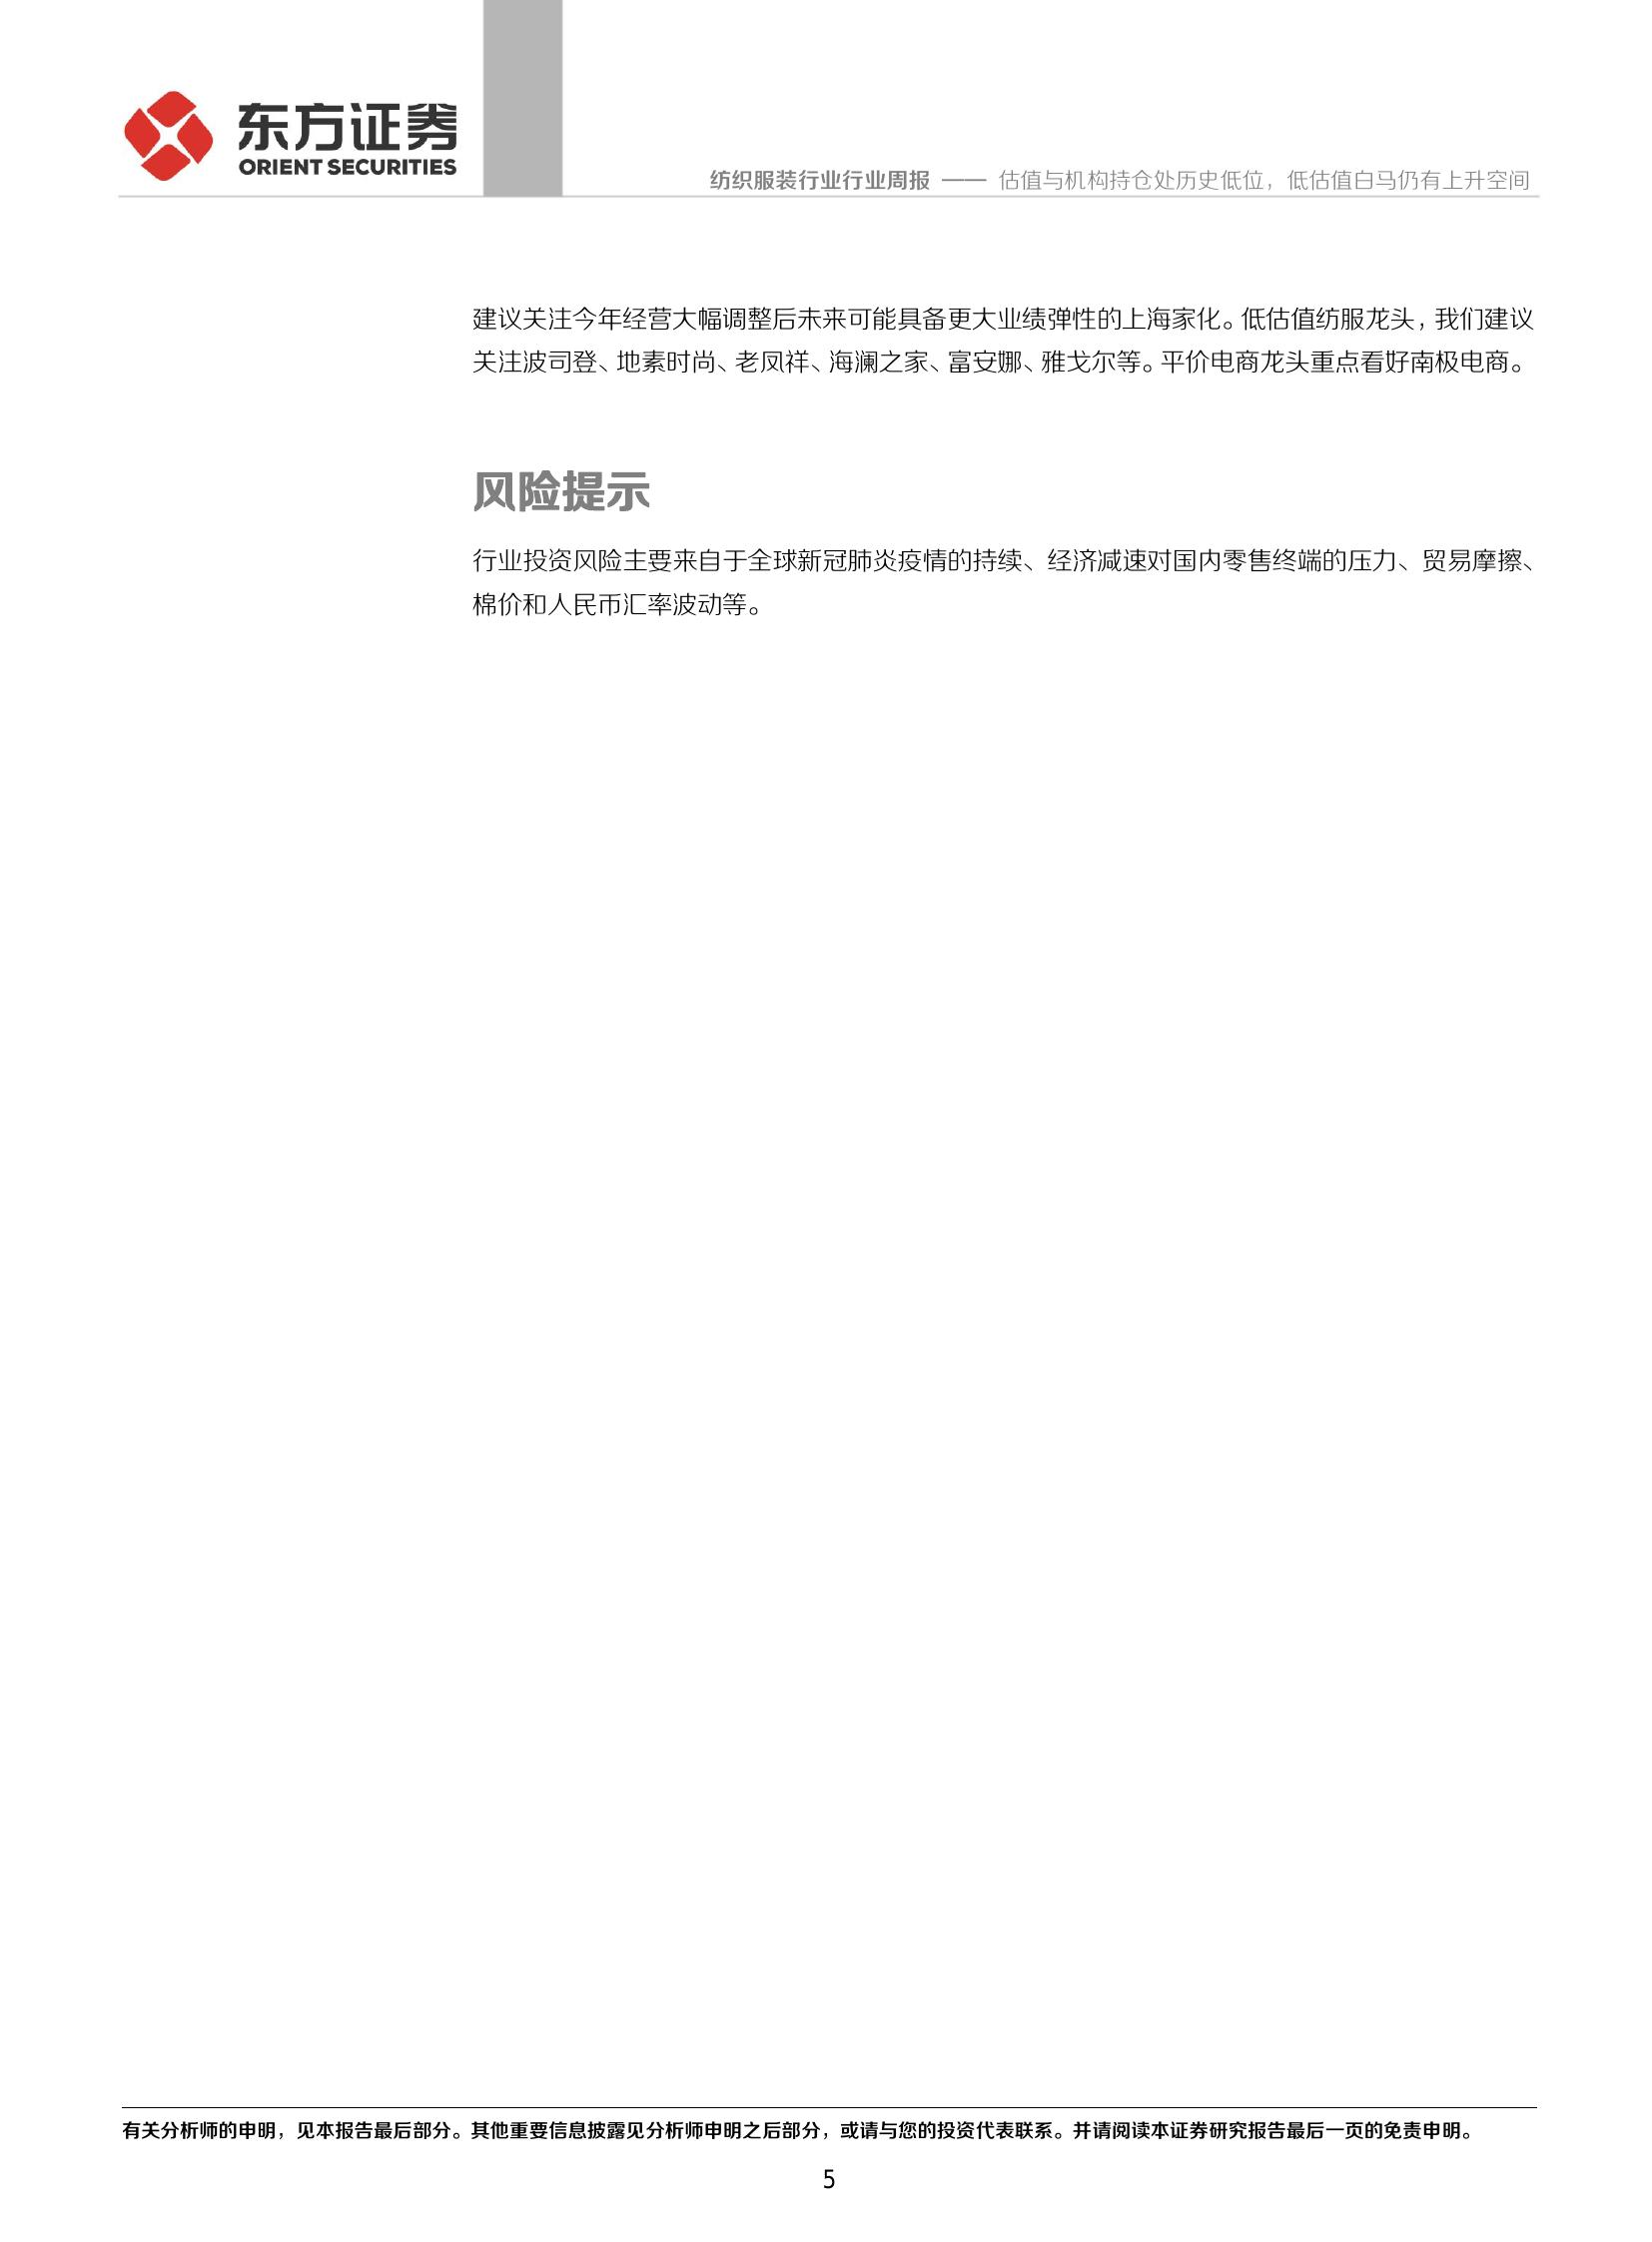 东方证券
ORIENT SECURITIES
纺织服装行业行业周报 —— 估值与机构持仓处历史低位，低估值白马仍有上升空间
建议关注今年经营大幅调整后未来可能具备更大业绩弹性的上海家化。低估值纺服龙头，我们建议
关注波司登、地素时尚、老凤祥、海澜之家、富安娜、雅戈尔等。平价电商龙头重点看好南极电商。
风险提示
行业投资风险主要来自于全球新冠肺炎疫情的持续、经济减速对国内零售终端的压力、贸易摩擦、
棉价和人民币汇率波动等。
有关分析师的申明，见本报告最后部分。其他重要信息披露见分析师申明之后部分，或请与您的投资代表联系。并请阅读本证券研究报告最后一页的免责申明。
5